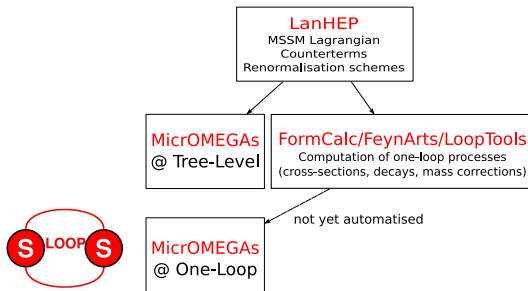 LanHEP
MSSM Lagrangian
Counterterms
Renormalisation schemes
MicrOMEGAs
@ Tree-Level
FormCalc/FeynArts/LoopTools
Computation of one-loop processes
(cross-sections, decays, mass corrections)
not yet automatised
S LOOP S
MicrOMEGAs
@ One-Loop